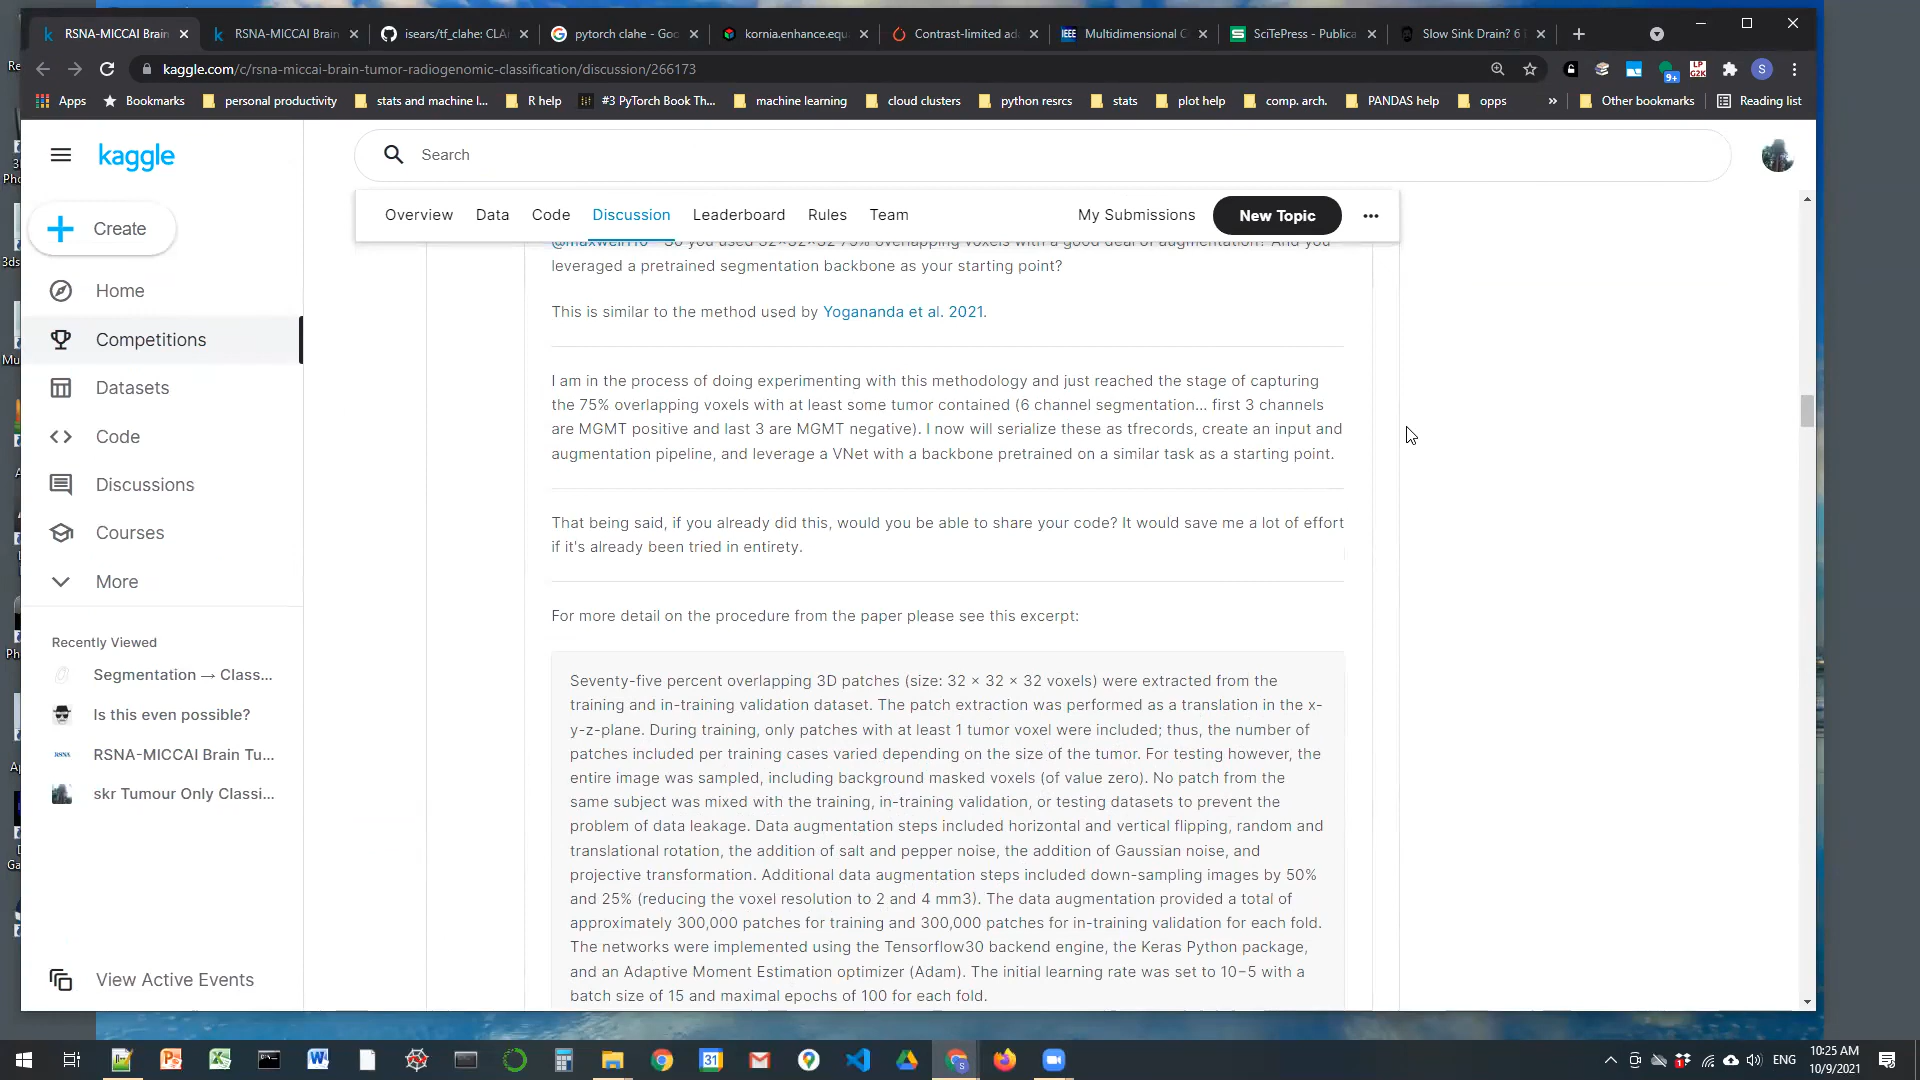 RSNA-MICCAI Brain
RSNA-MICCAI Brain
isears/tf_clahe: CLA
pytorch clahe - Goo
kornia.enhance.equ
Contrast-limited ad
Multidimensional C
SciTePress - Publica
Slow Sink Drain? 6
kaggle.com/c/rsna-miccai-brain-tumor-radiogenomic-classification/discussion/266173
Apps
Bookmarks
personal productivity
stats and machine l...
R help
#3 PyTorch Book Th...
machine learning
cloud clusters
python resrcs
stats
plot help
comp. arch.
PANDAS help
opps
»
Other bookmarks
Reading list
kaggle
Search
Create
Overview
Data
Code
Discussion
Leaderboard
Rules
Team
My Submissions
New Topic
Home
Competitions
Datasets
Code
Discussions
Courses
More
Recently Viewed
Segmentation → Class...
Is this even possible?
RSNA-MICCAI Brain Tu...
skr Tumour Only Classi...
View Active Events
So you used 32×32×32 75% overlapping voxels with a good deal of augmentation? And you
leveraged a pretrained segmentation backbone as your starting point?
This is similar to the method used by Yogananda et al. 2021.
I am in the process of doing experimenting with this methodology and just reached the stage of capturing
the 75% overlapping voxels with at least some tumor contained (6 channel segmentation... first 3 channels
are MGMT positive and last 3 are MGMT negative). I now will serialize these as tfrecords, create an input and
augmentation pipeline, and leverage a VNet with a backbone pretrained on a similar task as a starting point.
That being said, if you already did this, would you be able to share your code? It would save me a lot of effort
if it's already been tried in entirety.
For more detail on the procedure from the paper please see this excerpt:
Seventy-five percent overlapping 3D patches (size: 32 × 32 × 32 voxels) were extracted from the
training and in-training validation dataset. The patch extraction was performed as a translation in the x-
y-z-plane. During training, only patches with at least 1 tumor voxel were included; thus, the number of
patches included per training cases varied depending on the size of the tumor. For testing however, the
entire image was sampled, including background masked voxels (of value zero). No patch from the
same subject was mixed with the training, in-training validation, or testing datasets to prevent the
problem of data leakage. Data augmentation steps included horizontal and vertical flipping, random and
translational rotation, the addition of salt and pepper noise, the addition of Gaussian noise, and
projective transformation. Additional data augmentation steps included down-sampling images by 50%
and 25% (reducing the voxel resolution to 2 and 4 mm3). The data augmentation provided a total of
approximately 300,000 patches for training and 300,000 patches for in-training validation for each fold.
The networks were implemented using the Tensorflow30 backend engine, the Keras Python package,
and an Adaptive Moment Estimation optimizer (Adam). The initial learning rate was set to 10−5 with a
batch size of 15 and maximal epochs of 100 for each fold.
ENG
10:25 AM
10/9/2021